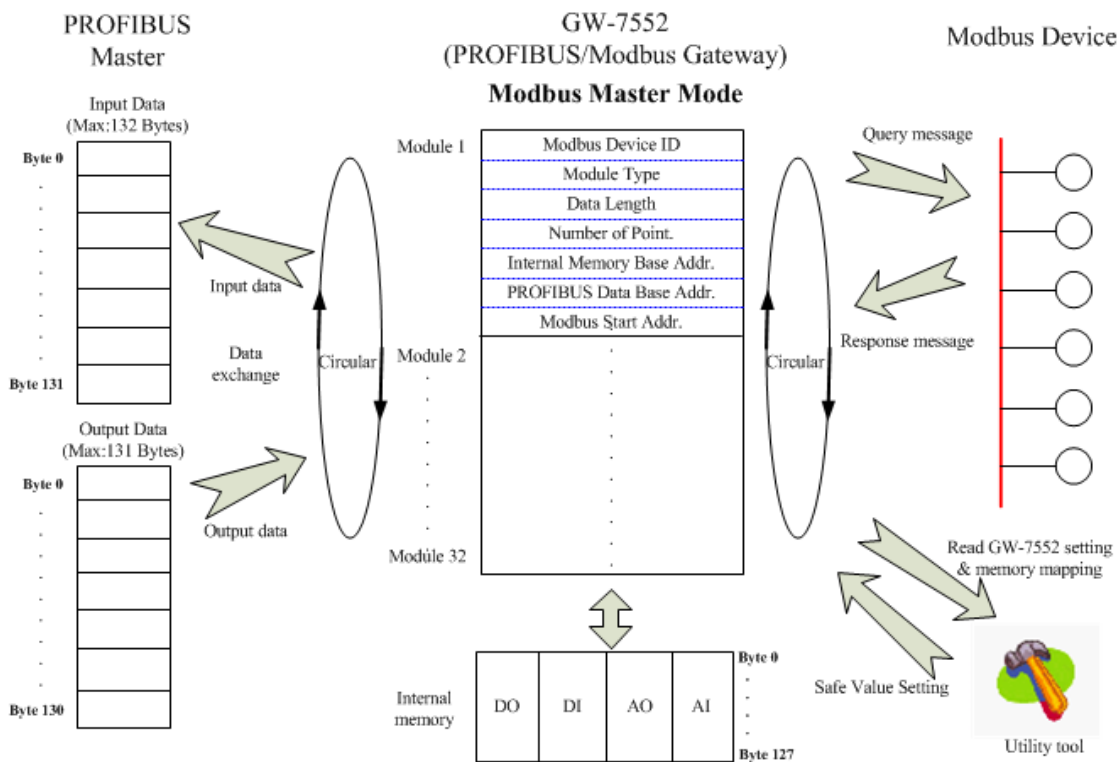 PROFIBUS
Master
Input Data
(Max:132 Bytes)
Byte 0
Byte 131
Output Data
(Max:131 Bytes)
Byte 0
Byte 130
Input data
Data
exchange
Output data
Circular
GW-7552
(PROFIBUS/Modbus Gateway)
Modbus Master Mode
Module 1
Modbus Device ID
Module Type
Data Length
Number of Point.
Internal Memory Base Addr.
PROFIBUS Data Base Addr.
Modbus Start Addr.
Module 2
Module 32
Internal
memory
DO
DI
AO
AI
Byte 0
Byte 127
Circular
Modbus Device
Query message
Response message
Read GW-7552 setting
& memory mapping
Safe Value Setting
Utility tool